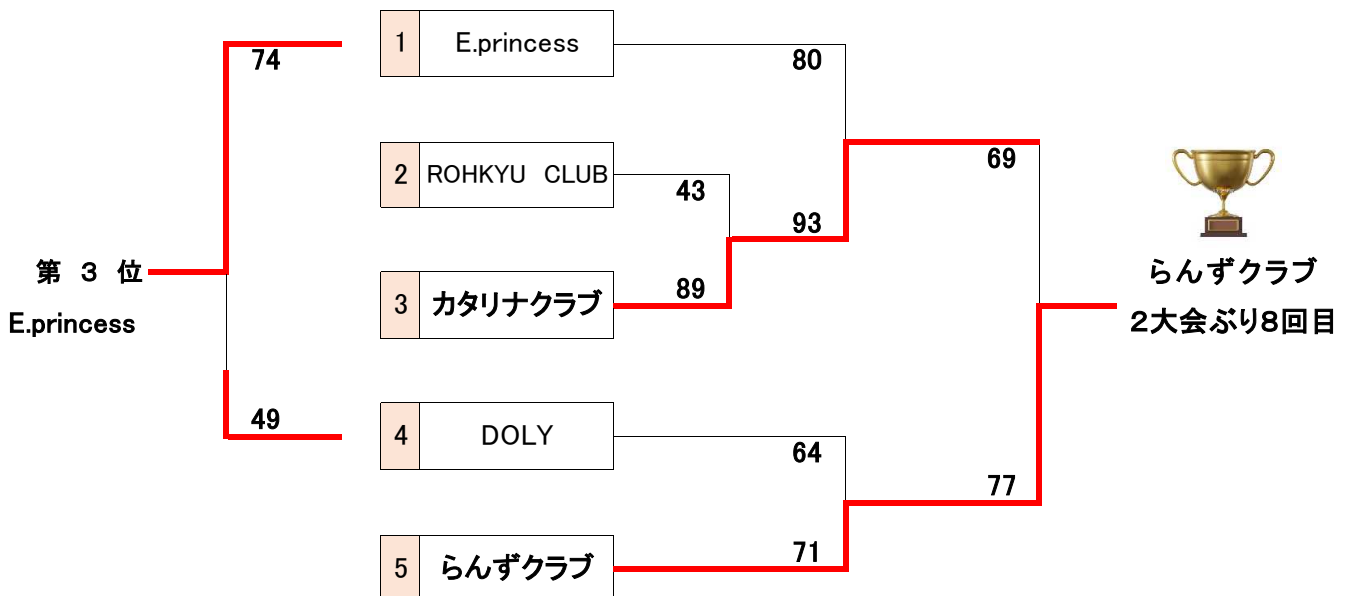 1 E.princess
74
80
2 ROHKYU CLUB
43
69
93
第 3 位
E.princess
3 カタリナクラブ
89
らんずクラブ
2大会ぶり8回目
49
4 DOLY
64
77
5 らんずクラブ
71